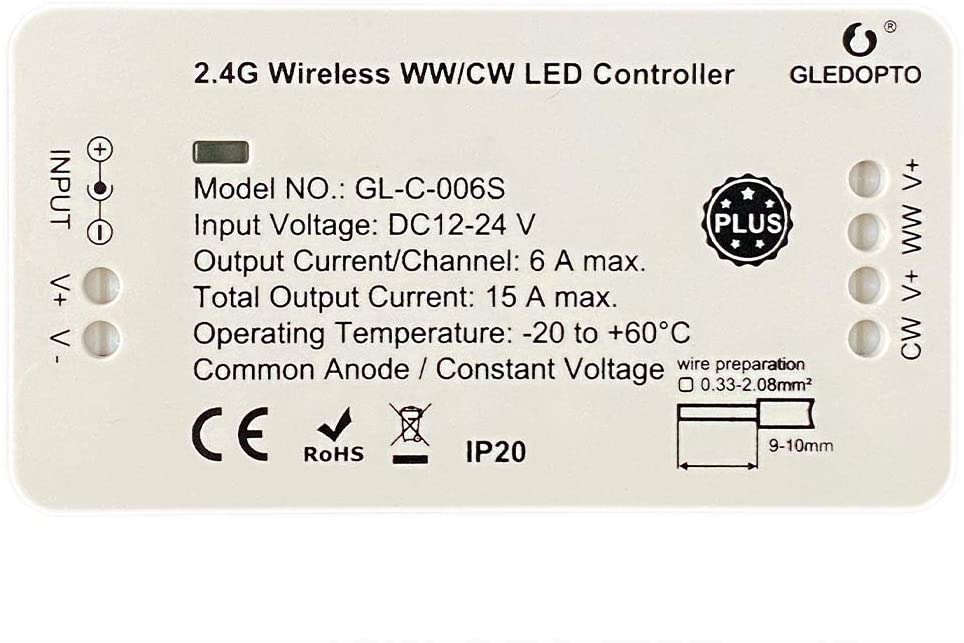 2.4G Wireless WW/CW LED Controller
®
GLEDOPTO
INPUT
+
-
V+
V -
Model NO.: GL-C-006S
Input Voltage: DC12-24 V
Output Current/Channel: 6 A max.
Total Output Current: 15 A max.
Operating Temperature: -20 to +60°C
Common Anode / Constant Voltage
PLUS
V+
WW
V+
CW
wire preparation
0.33-2.08mm²
9-10mm
CE
RoHS
IP20